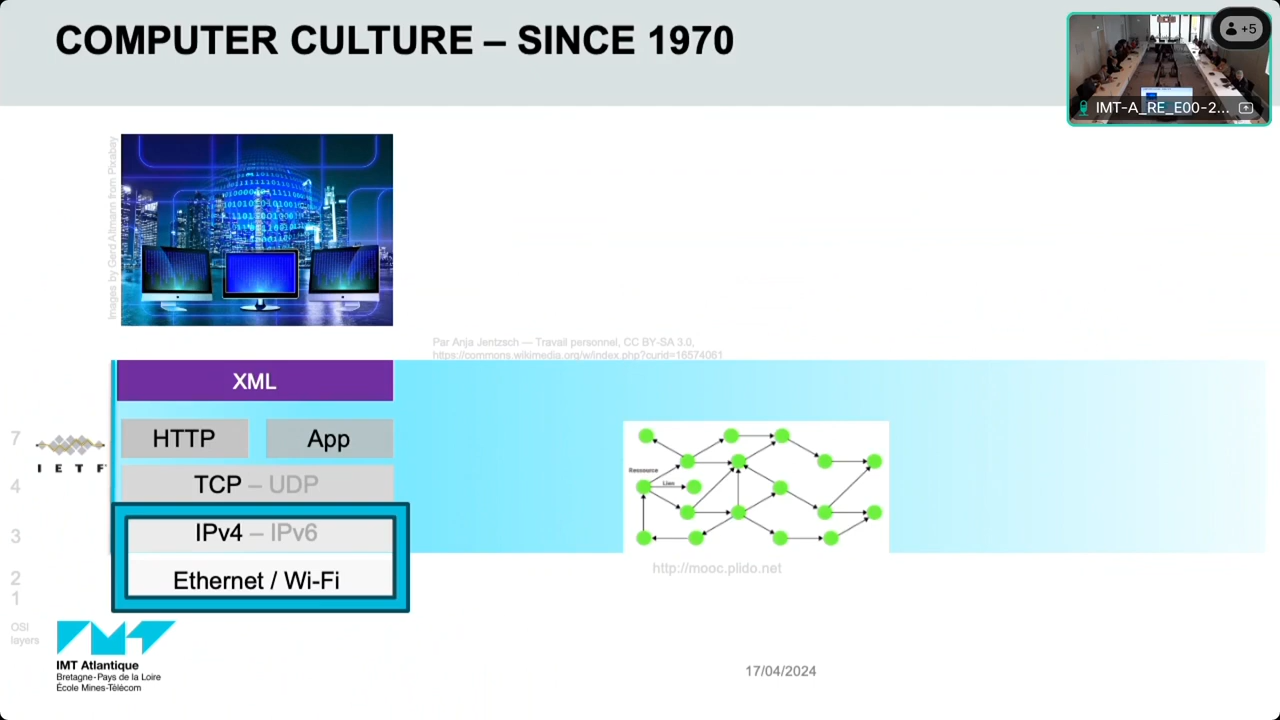 COMPUTER CULTURE – SINCE 1970
+5
IMT-A_RE_E00-2...
Images by Gerd Altmann from Pixabay
Par Anja Jentzsch — Travail personnel, CC BY-SA 3.0,
https://commons.wikimedia.org/w/index.php?curid=16574061
XML
7
HTTP
App
IETF
4
TCP – UDP
3
IPv4 – IPv6
2
Ethernet / Wi-Fi
1
Ressource
Lien
http://mooc.plido.net
OSI
layers
IMT Atlantique
Bretagne-Pays de la Loire
École Mines-Télécom
17/04/2024